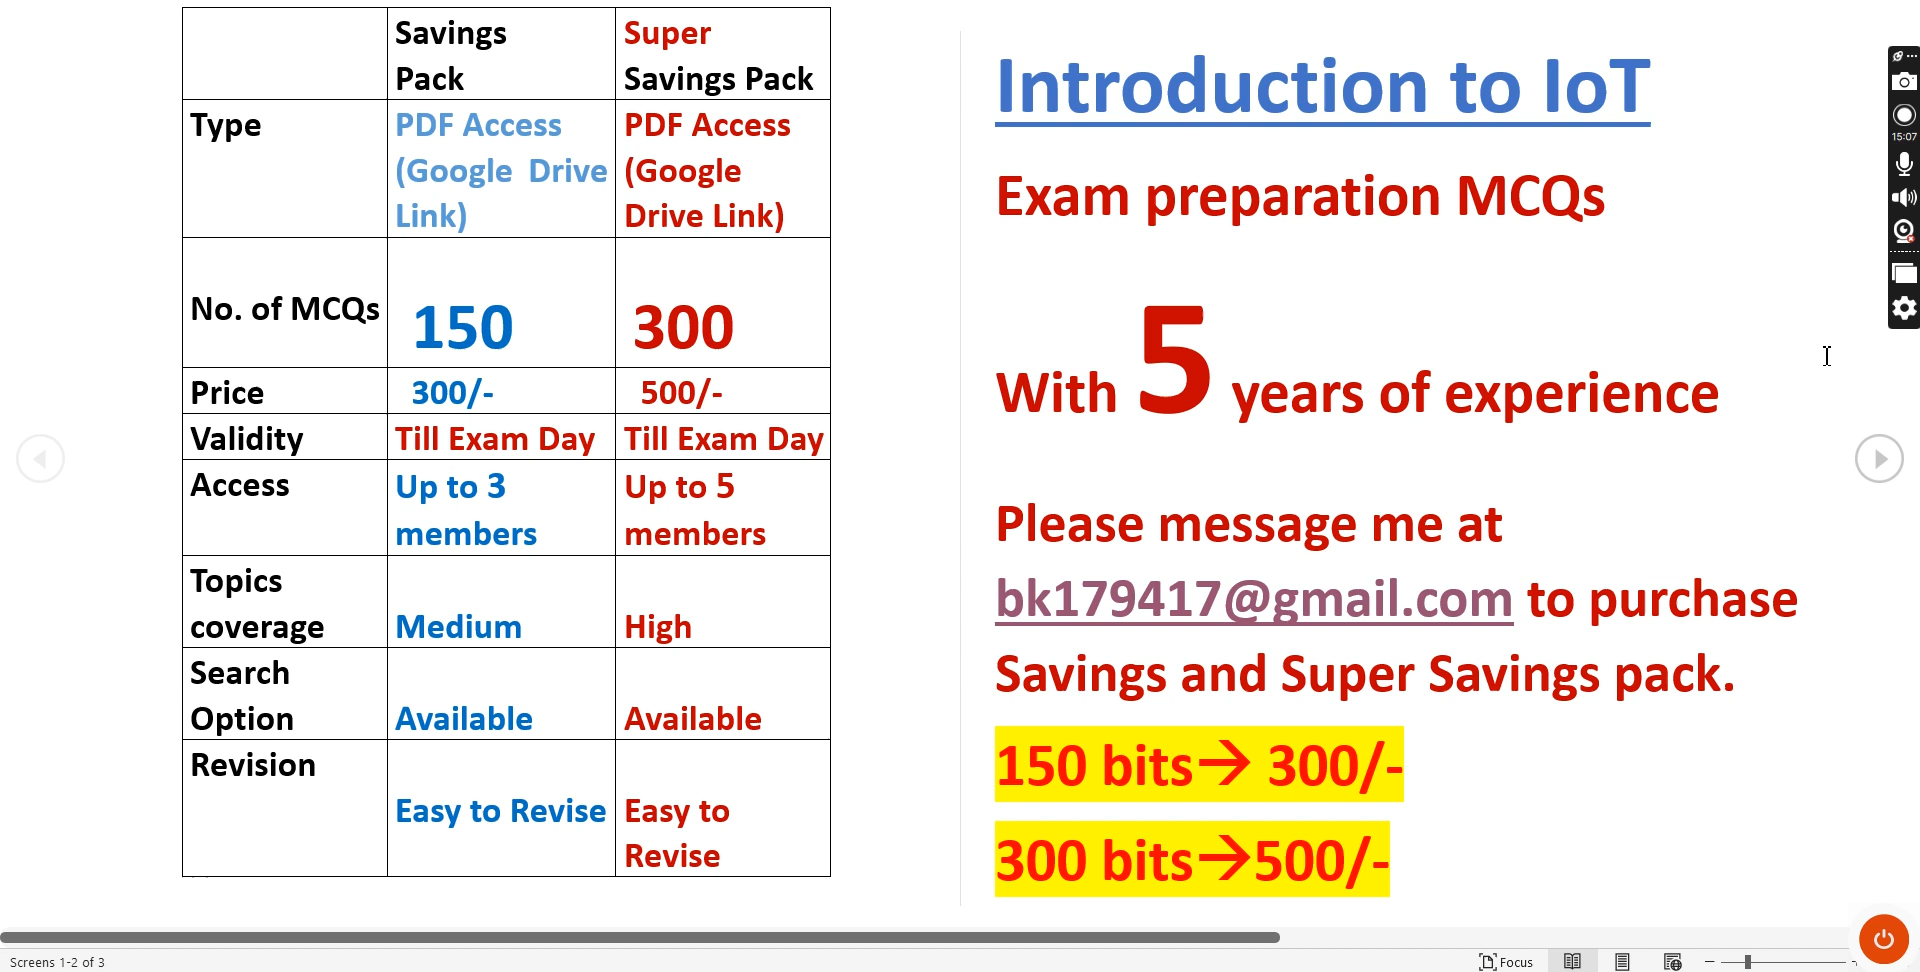 Savings
Pack
Super
Savings Pack
Type
PDF Access
(Google Drive
Link)
PDF Access
(Google
Drive Link)
No. of MCQs
150
300
Price
300/-
500/-
Validity
Till Exam Day
Till Exam Day
Access
Up to 3
members
Up to 5
members
Topics
coverage
Medium
High
Search
Option
Available
Available
Revision
Easy to Revise
Easy to
Revise
Introduction to IoT
Exam preparation MCQs
With 5 years of experience
Please message me at
bk179417@gmail.com to purchase
Savings and Super Savings pack.
150 bits→ 300/-
300 bits→500/-
15:07
Screens 1-2 of 3
Focus